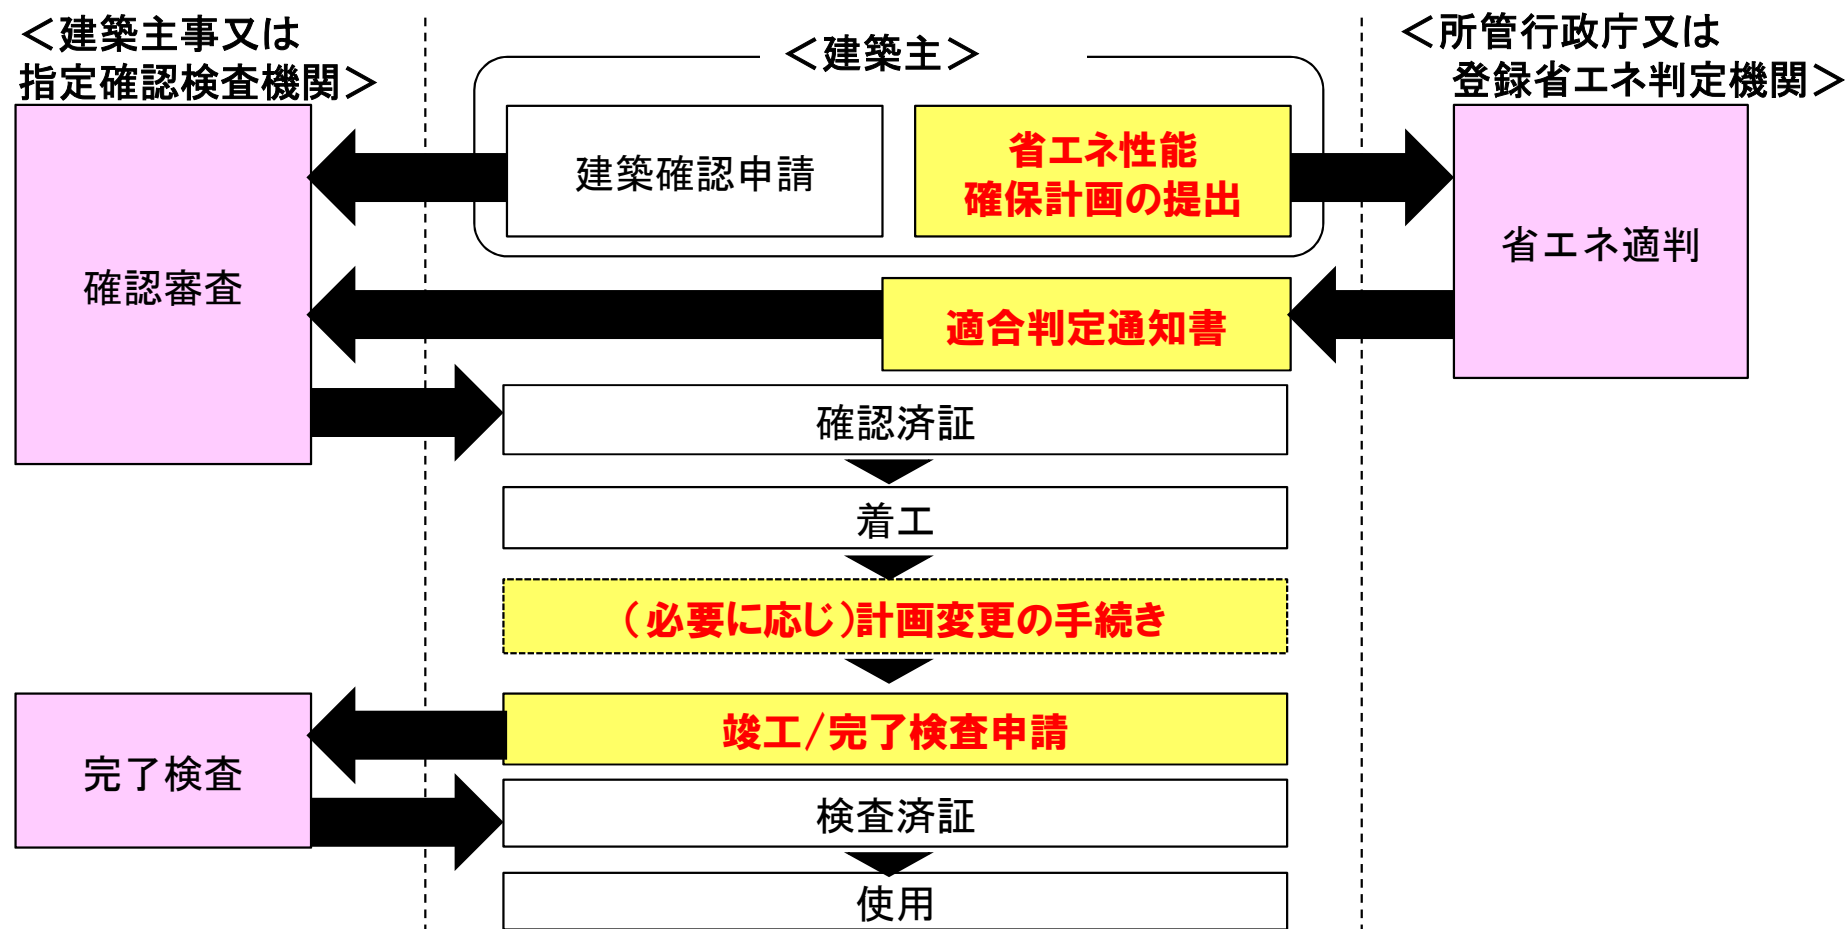 ＜建築主事又は
指定確認検査機関＞
＜建築主＞
＜所管行政庁又は
登録省エネ判定機関＞
建築確認申請
省エネ性能
確保計画の提出
確認審査
省エネ適判
適合判定通知書
確認済証
着工
（必要に応じ）計画変更の手続き
竣工/完了検査申請
完了検査
検査済証
使用